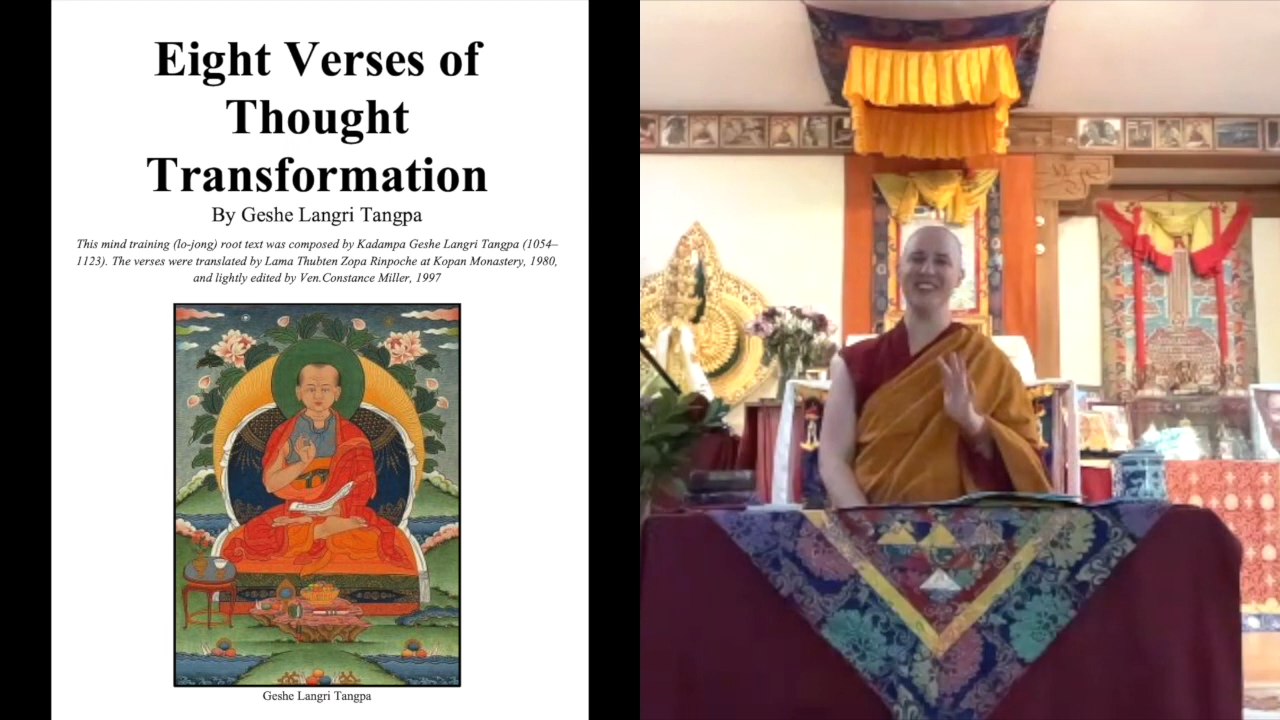 Eight Verses of
Thought
Transformation
By Geshe Langri Tangpa
This mind training (lo-jong) root text was composed by Kadampa Geshe Langri Tangpa (1054–
1123). The verses were translated by Lama Thubten Zopa Rinpoche at Kopan Monastery, 1980,
and lightly edited by Ven.Constance Miller, 1997
Geshe Langri Tangpa